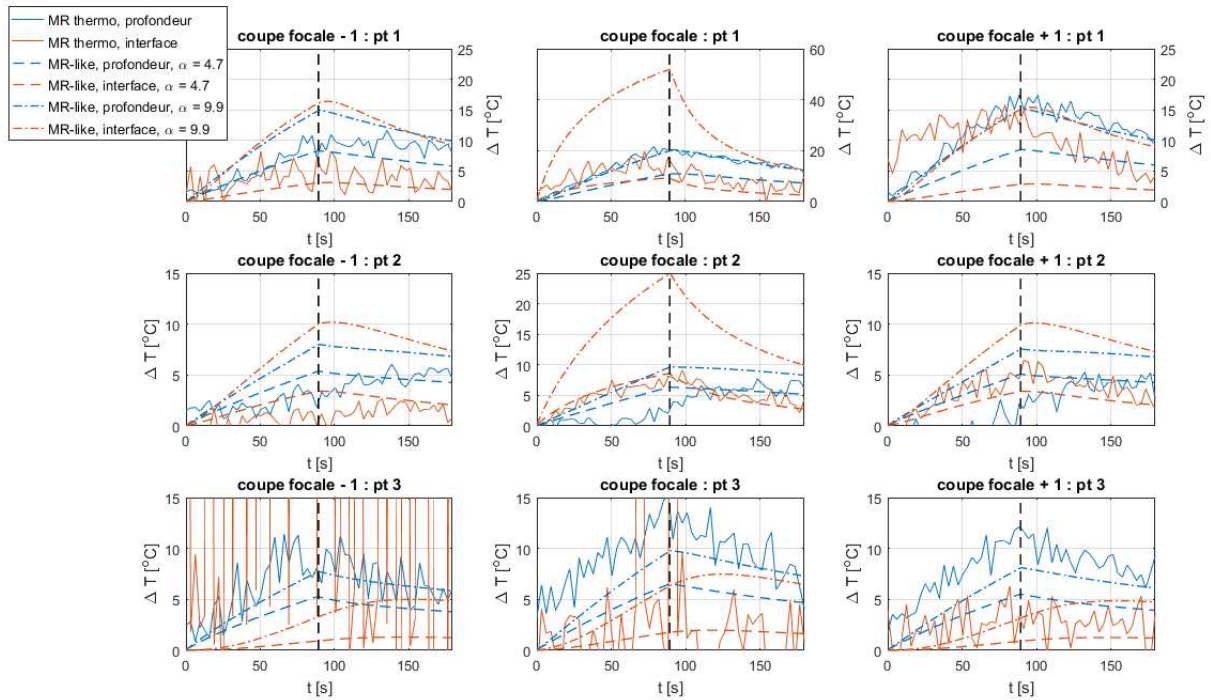 MR thermo, profondeur
MR thermo, interface
MR-like, profondeur, α = 4.7
MR-like, interface, α = 4.7
MR-like, profondeur, α = 9.9
MR-like, interface, α = 9.9
coupe focale - 1 : pt 1
25
20
15
10
5
0
Δ T [°C]
0 50 100 150
t [s]
coupe focale : pt 1
60
40
20
0
Δ T [°C]
0 50 100 150
t [s]
coupe focale + 1 : pt 1
25
20
15
10
5
0
Δ T [°C]
0 50 100 150
t [s]
coupe focale - 1 : pt 2
15
10
5
0
Δ T [°C]
0 50 100 150
t [s]
coupe focale : pt 2
25
20
15
10
5
0
Δ T [°C]
0 50 100 150
t [s]
coupe focale + 1 : pt 2
15
10
5
0
Δ T [°C]
0 50 100 150
t [s]
coupe focale - 1 : pt 3
15
10
5
0
Δ T [°C]
0 50 100 150
t [s]
coupe focale : pt 3
15
10
5
0
Δ T [°C]
0 50 100 150
t [s]
coupe focale + 1 : pt 3
15
10
5
0
Δ T [°C]
0 50 100 150
t [s]